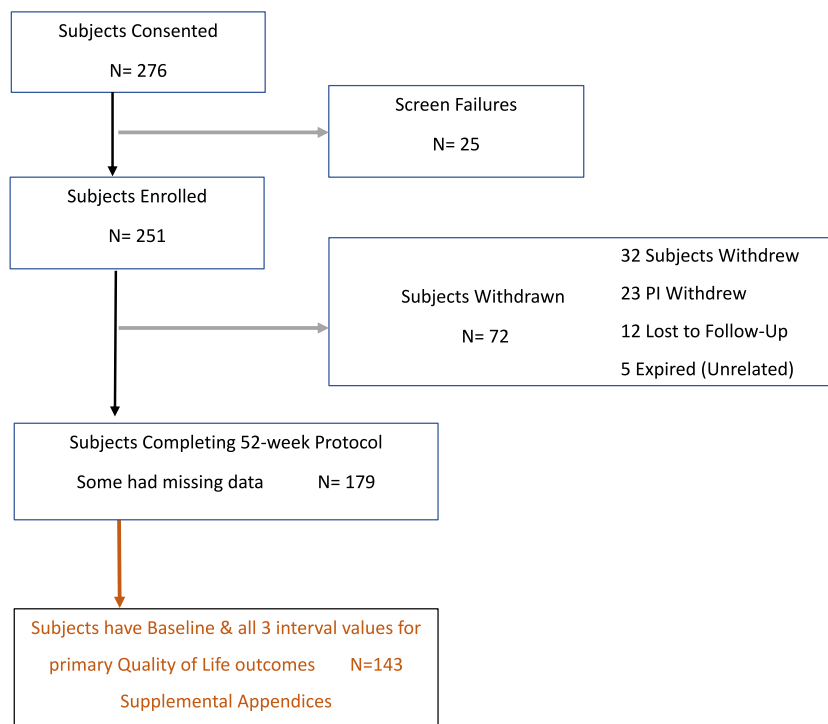 Subjects Consented
N= 276
Screen Failures
N= 25
Subjects Enrolled
N= 251
Subjects Withdrawn
N= 72
32 Subjects Withdrew
23 PI Withdrew
12 Lost to Follow-Up
5 Expired (Unrelated)
Subjects Completing 52-week Protocol
Some had missing data N= 179
Subjects have Baseline & all 3 interval values for
primary Quality of Life outcomes N=143
Supplemental Appendices